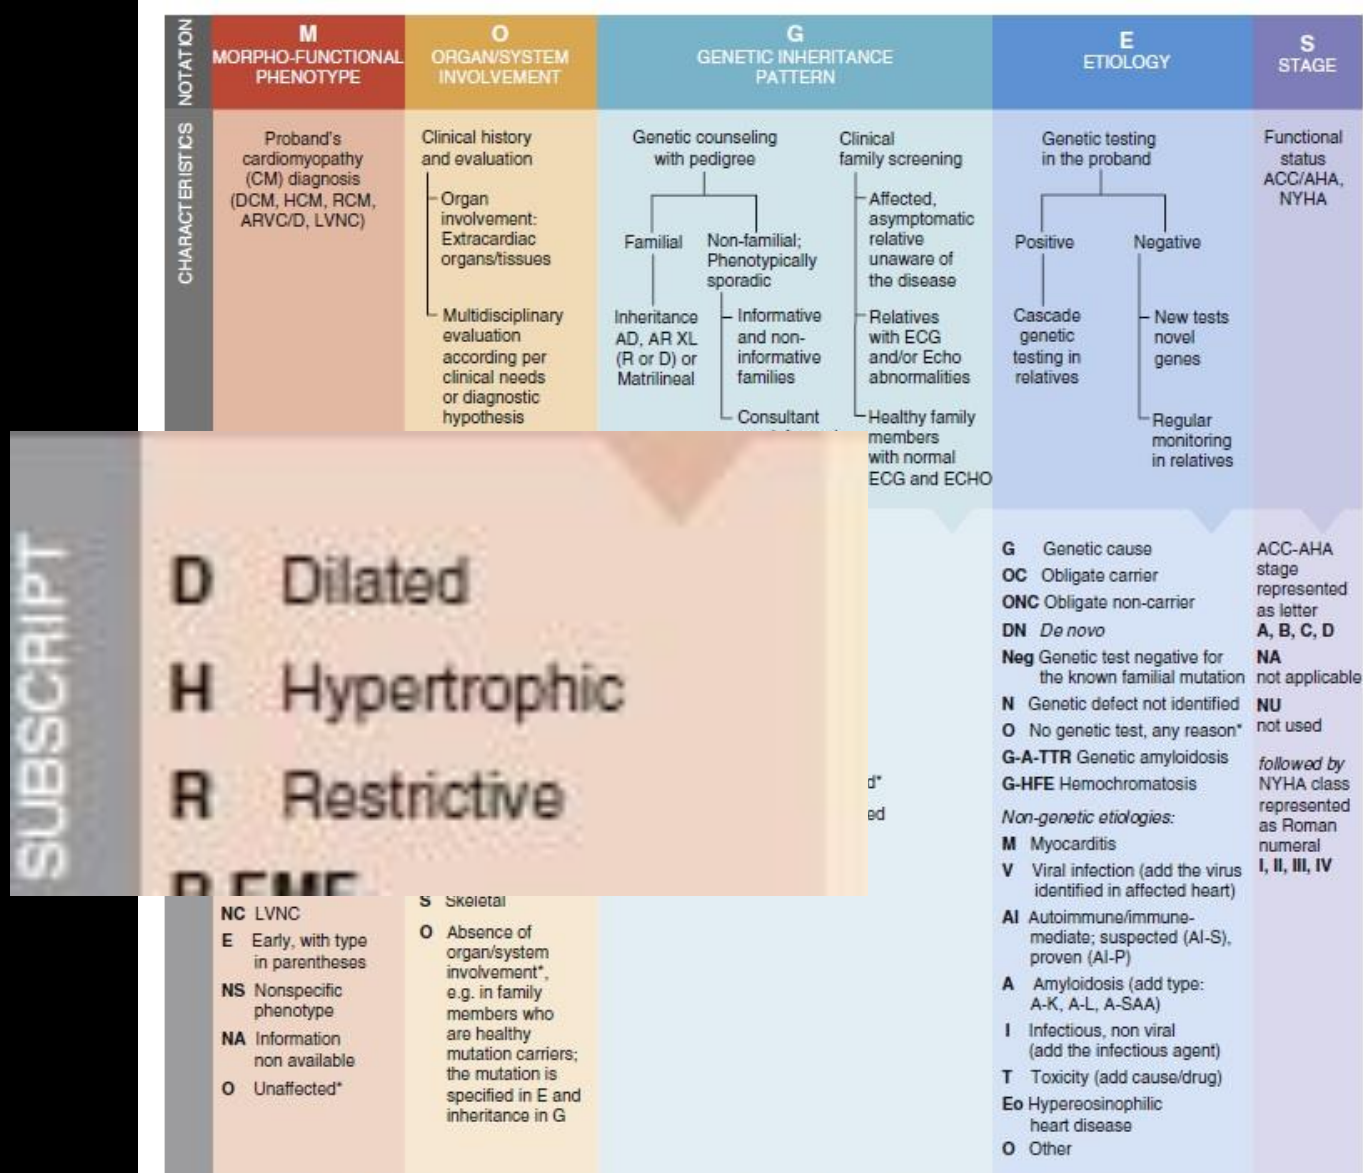 NOTATION
M
MORPHO-FUNCTIONAL
PHENOTYPE
O
ORGAN/SYSTEM
INVOLVEMENT
G
GENETIC INHERITANCE
PATTERN
E
ETIOLOGY
S
STAGE
CHARACTERISTICS
Proband's
cardiomyopathy
(CM) diagnosis
(DCM, HCM, RCM,
ARVC/D, LVNC)
Clinical history
and evaluation
Organ
involvement:
Extracardiac
organs/tissues
Multidisciplinary
evaluation
according per
clinical needs
or diagnostic
hypothesis
Genetic counseling
with pedigree
Familial
Inheritance
AD, AR XL
(R or D) or
Matrilineal
Non-familial;
Phenotypically
sporadic
Informative
and non-
informative
families
Consultant
Clinical
family screening
Affected,
asymptomatic
relative
unaware of
the disease
Relatives
with ECG
and/or Echo
abnormalities
Healthy family
members
with normal
ECG and ECHO
Genetic testing
in the proband
Positive
Cascade
genetic
testing in
relatives
Negative
New tests
novel
genes
Regular
monitoring
in relatives
Functional
status
ACC/AHA,
NYHA
SUBSCRIPT
D Dilated
H Hypertrophic
R Restrictive
R EMF
NC LVNC
E Early, with type
in parentheses
NS Nonspecific
phenotype
NA Information
non available
O Unaffected*
S Skeletal
O Absence of
organ/system
involvement*,
e.g. in family
members who
are healthy
mutation carriers;
the mutation is
specified in E and
inheritance in G
d*
ed
G Genetic cause
OC Obligate carrier
ONC Obligate non-carrier
DN De novo
Neg Genetic test negative for
the known familial mutation
N Genetic defect not identified
O No genetic test, any reason*
G-A-TTR Genetic amyloidosis
G-HFE Hemochromatosis
Non-genetic etiologies:
M Myocarditis
V Viral infection (add the virus
identified in affected heart)
AI Autoimmune/immune-
mediate; suspected (AI-S),
proven (AI-P)
A Amyloidosis (add type:
A-K, A-L, A-SAA)
I Infectious, non viral
(add the infectious agent)
T Toxicity (add cause/drug)
Eo Hypereosinophilic
heart disease
O Other
ACC-AHA
stage
represented
as letter
A, B, C, D
NA
not applicable
NU
not used
followed by
NYHA class
represented
as Roman
numeral
I, II, III, IV